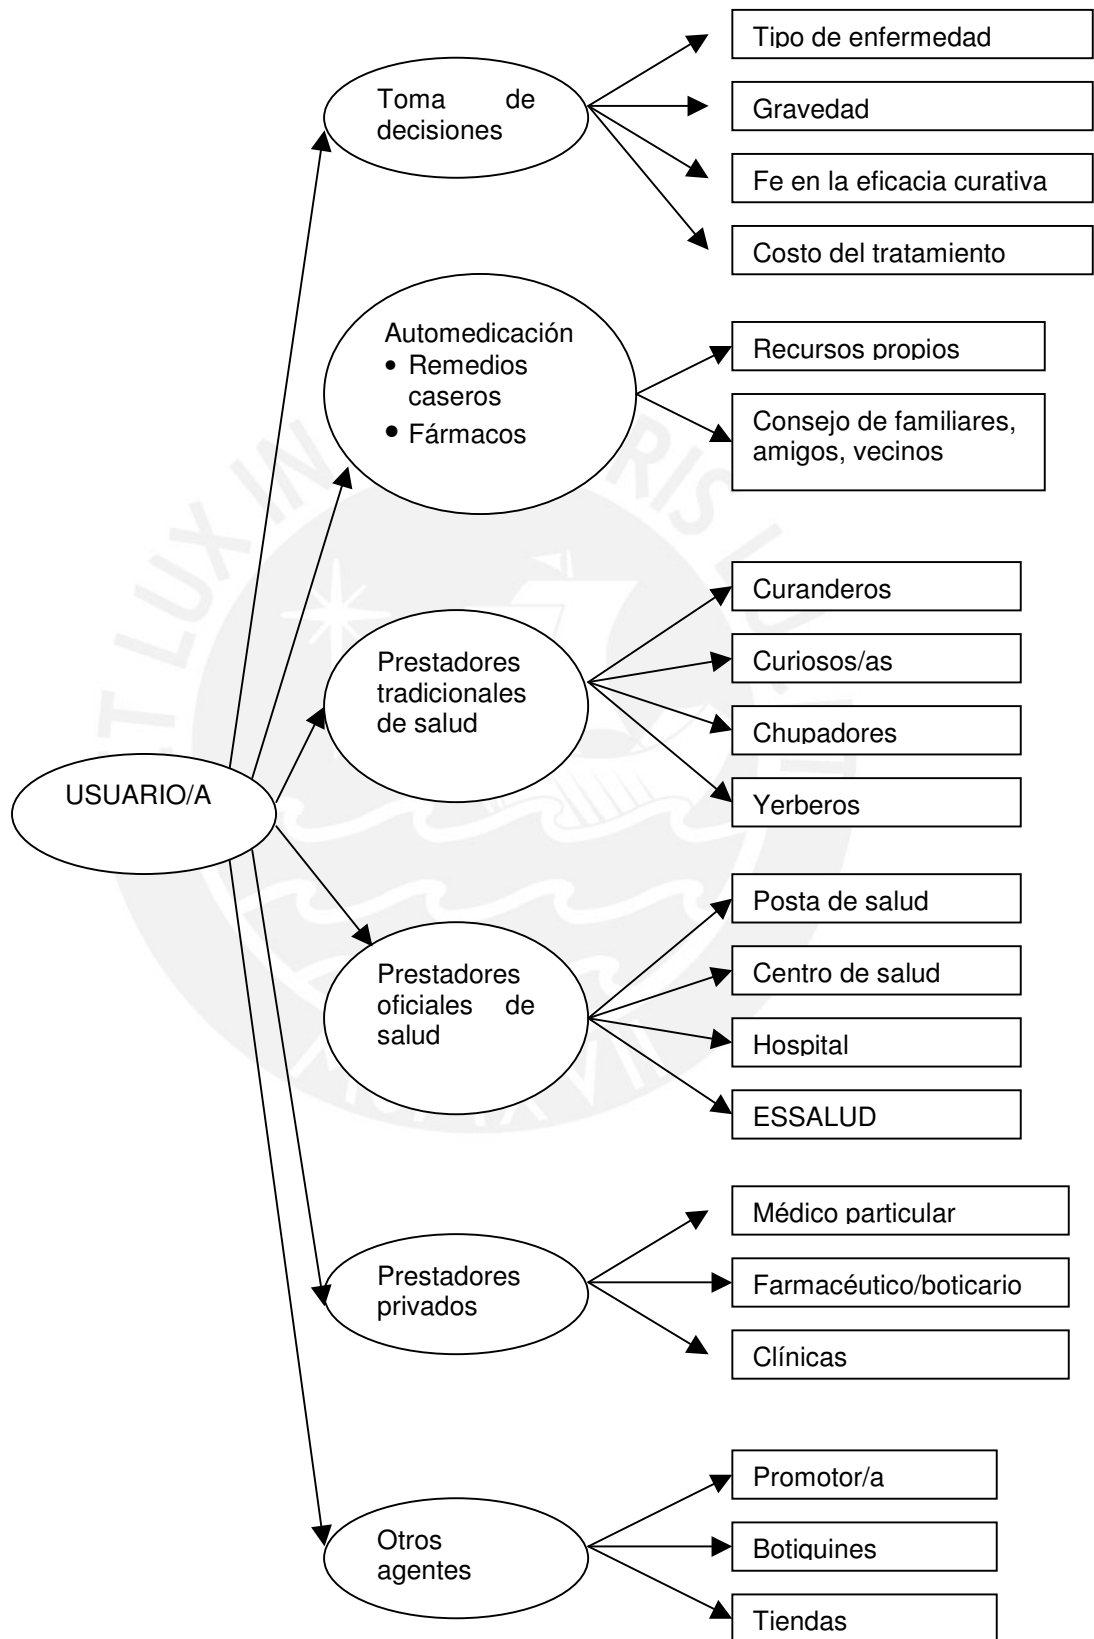 Tipo de enfermedad
Toma de
decisiones
Gravedad
Fe en la eficacia curativa
Costo del tratamiento
Automedicación
• Remedios
caseros
• Fármacos
Recursos propios
Consejo de familiares,
amigos, vecinos
Prestadores
tradicionales
de salud
Curanderos
Curiosos/as
Chupadores
Yerberos
USUARIO/A
Prestadores
oficiales de
salud
Posta de salud
Centro de salud
Hospital
ESSALUD
Prestadores
privados
Médico particular
Farmacéutico/boticario
Clínicas
Otros
agentes
Promotor/a
Botiquines
Tiendas